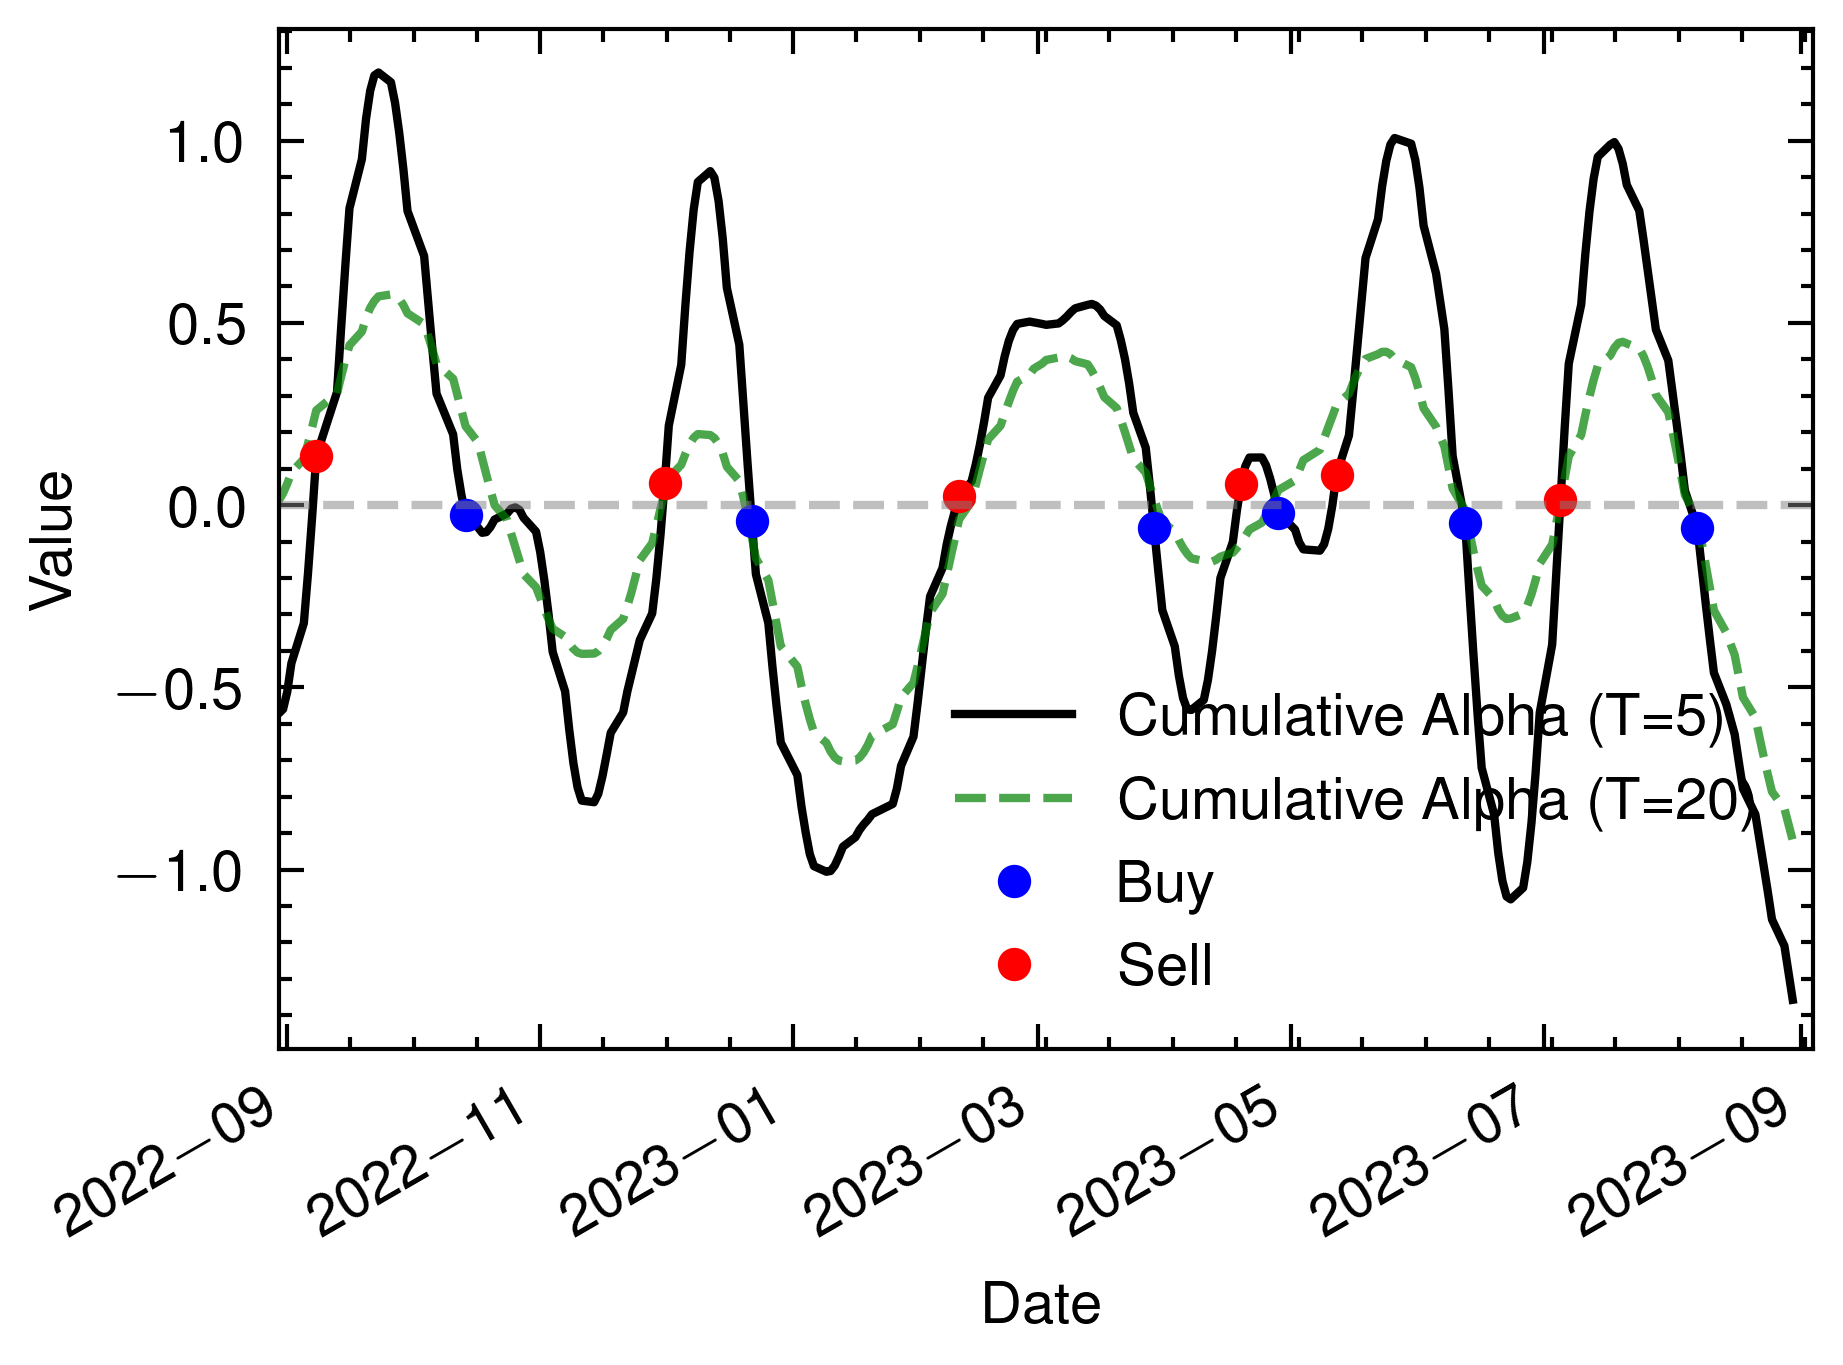 1.0
0.5
0.0
−0.5
−1.0
Value
Cumulative Alpha (T=5)
Cumulative Alpha (T=20)
Buy
Sell
2022−09
2022−11
2023−01
2023−03
2023−05
2023−07
2023−09
Date